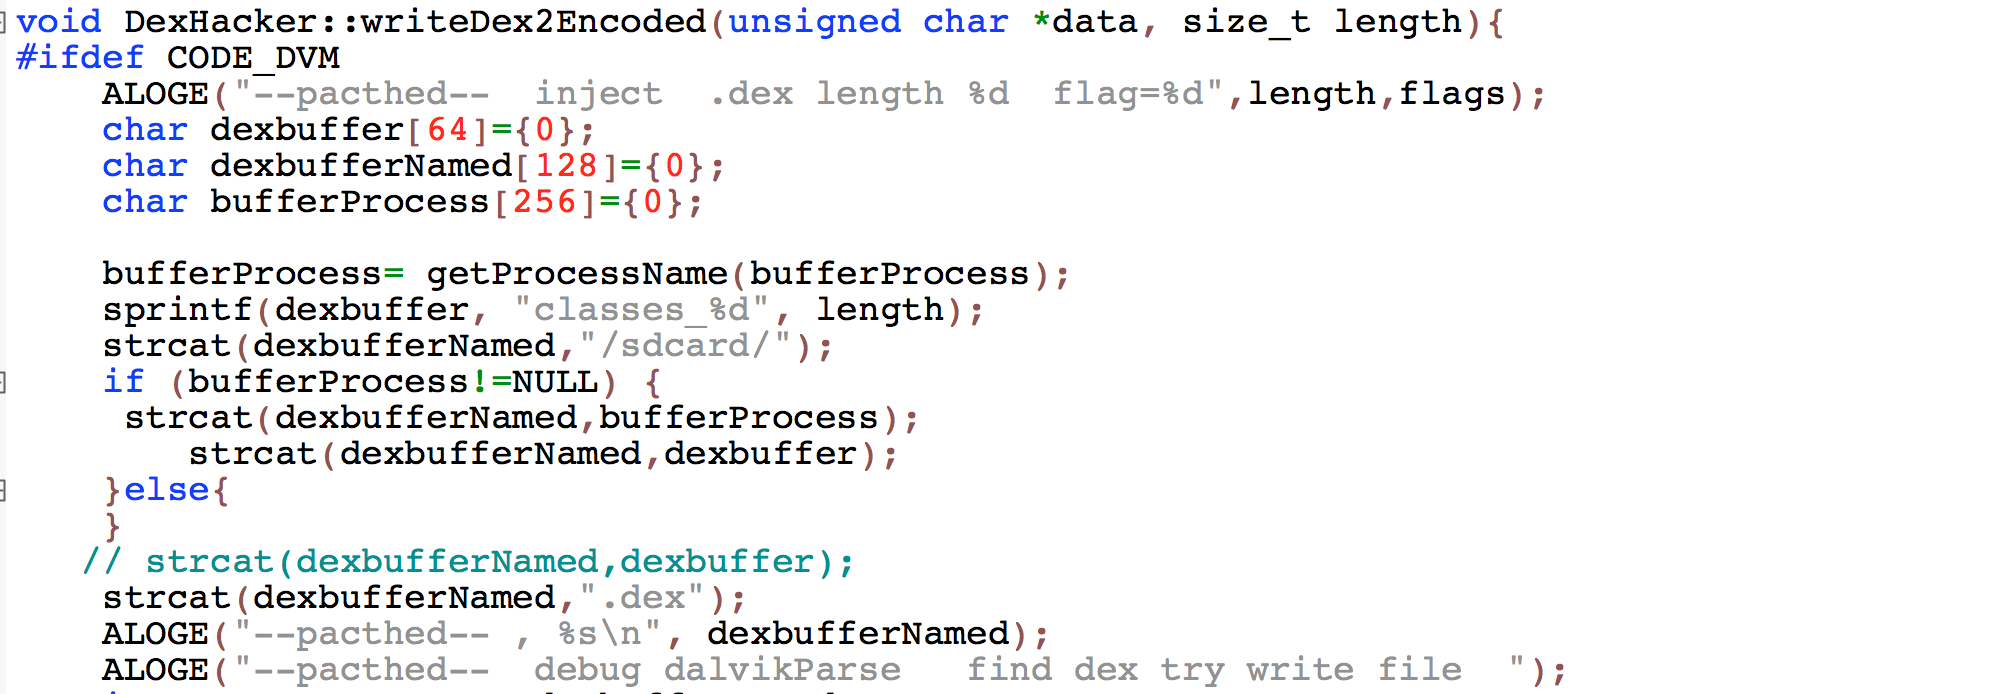 void DexHacker::writeDex2Encoded(unsigned char *data, size_t length){
#ifdef CODE_DVM
    ALOGE("--pacthed--  inject  .dex length %d  flag=%d",length,flags);
    char dexbuffer[64]={0};
    char dexbufferNamed[128]={0};
    char bufferProcess[256]={0};

    bufferProcess= getProcessName(bufferProcess);
    sprintf(dexbuffer, "classes_%d", length);
    strcat(dexbufferNamed,"/sdcard/");
    if (bufferProcess!=NULL) {
     strcat(dexbufferNamed,bufferProcess);
        strcat(dexbufferNamed,dexbuffer);
    }else{
    }
   // strcat(dexbufferNamed,dexbuffer);
    strcat(dexbufferNamed,".dex");
    ALOGE("--pacthed-- , %s\n", dexbufferNamed);
    ALOGE("--pacthed--  debug dalvikParse   find dex try write file  ");